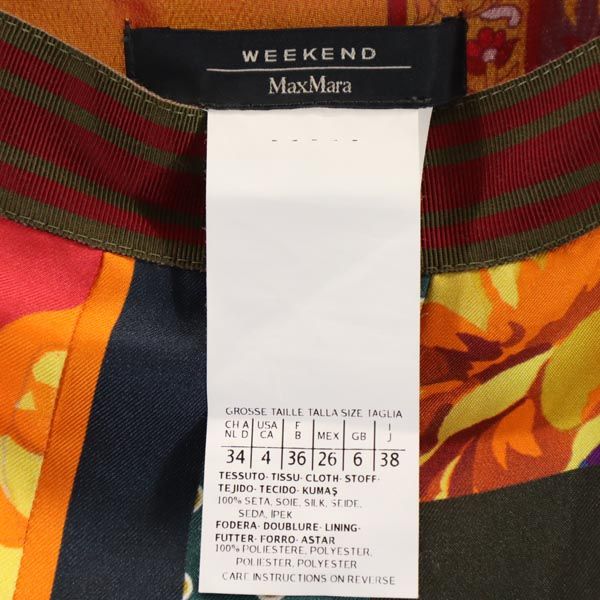 WEEKEND
MaxMara
GROSSE TAILLE TALLA SIZE TAGLIA
CH A USA F MEX GB I
NL D CA B J
34 4 36 26 6 38
TESSUTO· TISSU· CLOTH· STOFF·
TEJIDO· TECIDO· KUMAŞ
100% SETA, SOIE, SILK, SEIDE,
SEDA, IPEK
FODERA· DOUBLURE· LINING·
FUTTER· FORRO· ASTAR
100% POLIESTERE, POLYESTER,
POLIESTER, POLYESTER
CARE INSTRUCTIONS ON REVERSE